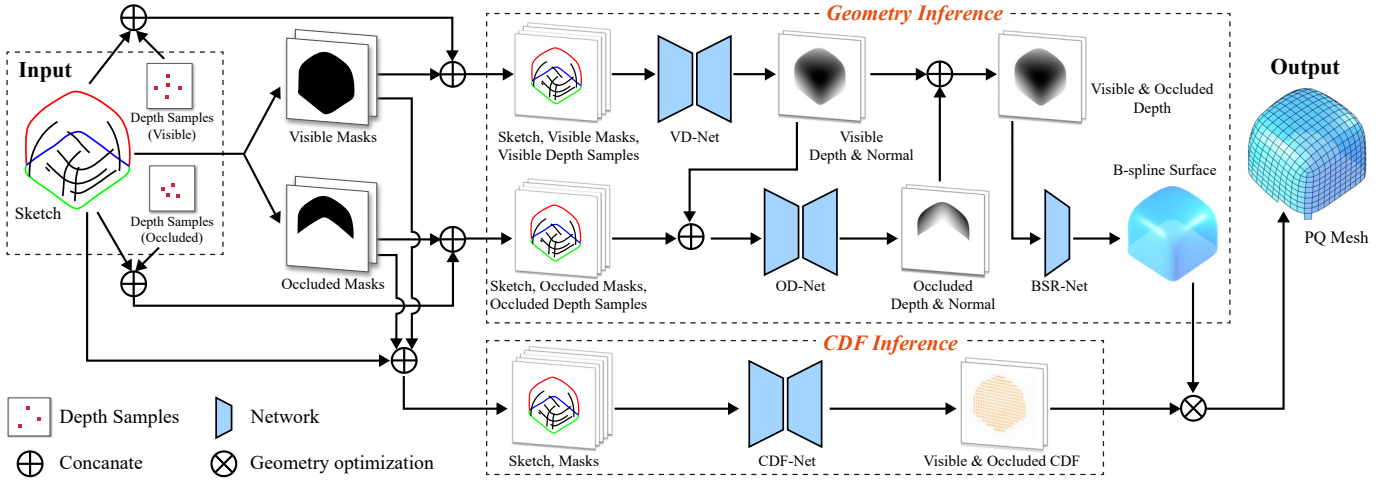 Input
Depth Samples
(Visible)
Sketch
Depth Samples
(Occluded)
Visible Masks
Occluded Masks
Geometry Inference
Sketch, Visible Masks,
Visible Depth Samples
VD-Net
Visible
Depth & Normal
Visible & Occluded
Depth
Sketch, Occluded Masks,
Occluded Depth Samples
OD-Net
Occluded
Depth & Normal
BSR-Net
B-spline Surface
Output
PQ Mesh
CDF Inference
Sketch, Masks
CDF-Net
Visible & Occluded CDF
Depth Samples
Network
Concanate
Geometry optimization